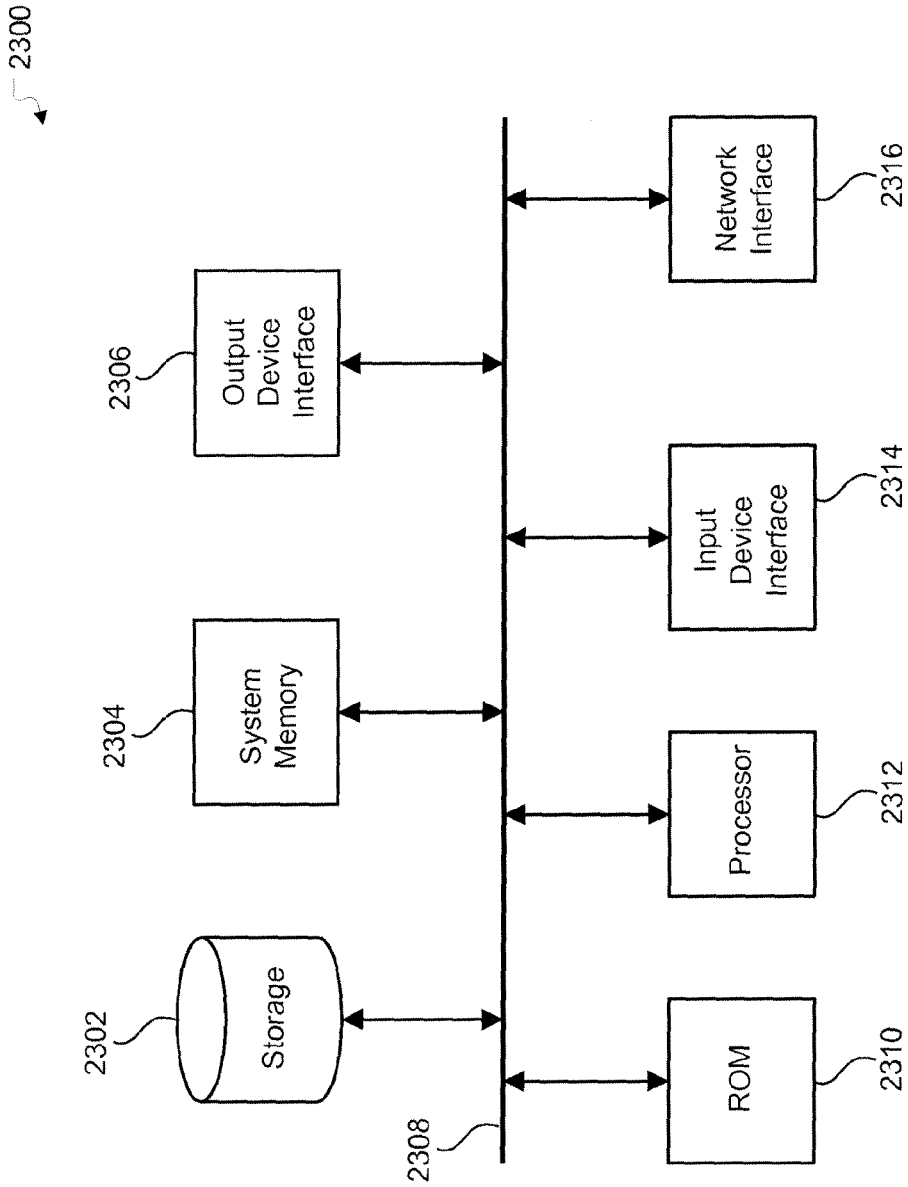 2300
2302
Storage
2304
System
Memory
2306
Output
Device
Interface
2308
ROM
2310
Processor
2312
Input
Device
Interface
2314
Network
Interface
2316